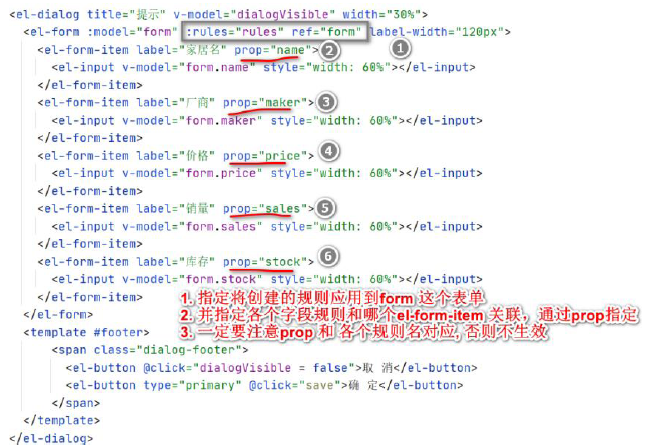 <el-dialog title="提示" v-model="dialogVisible" width="30%">
<el-form :model="form" :rules="rules" ref="form" label-width="120px"> 1
<el-form-item label="家居名" prop="name"> 2
<el-input v-model="form.name" style="width: 60%"></el-input>
</el-form-item>
<el-form-item label="厂商" prop="maker"> 3
<el-input v-model="form.maker" style="width: 60%"></el-input>
</el-form-item>
<el-form-item label="价格" prop="price"> 4
<el-input v-model="form.price" style="width: 60%"></el-input>
</el-form-item>
<el-form-item label="销量" prop="sales"> 5
<el-input v-model="form.sales" style="width: 60%"></el-input>
</el-form-item>
<el-form-item label="库存" prop="stock"> 6
<el-input v-model="form.stock" style="width: 60%"></el-input>
</el-form-item> 1. 指定将创建的规则应用到form 这个表单
</el-form> 2. 并指定各个字段规则和哪个el-form-item 关联，通过prop指定
<template #footer> 3. 一定要注意prop 和 各个规则名对应, 否则不生效
<span class="dialog-footer">
<el-button @click="dialogVisible = false">取 消</el-button>
<el-button type="primary" @click="save">确 定</el-button>
</span>
</template>
</el-dialog>